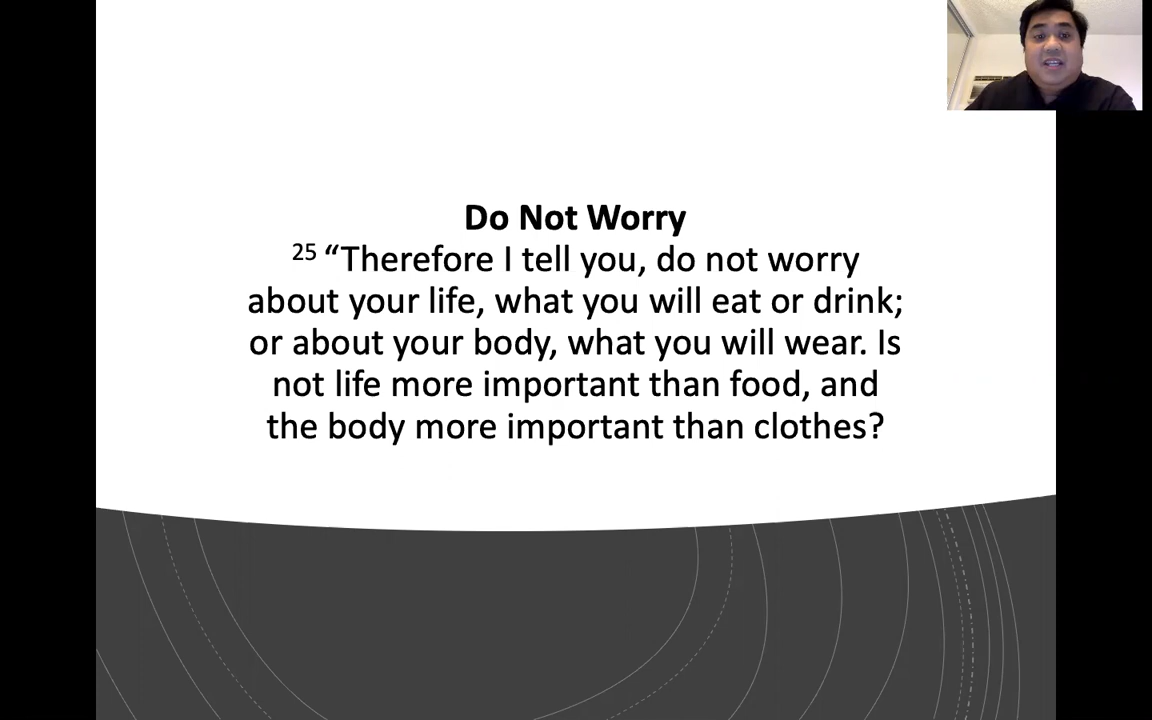 Do Not Worry
25 “Therefore I tell you, do not worry
about your life, what you will eat or drink;
or about your body, what you will wear. Is
not life more important than food, and
the body more important than clothes?